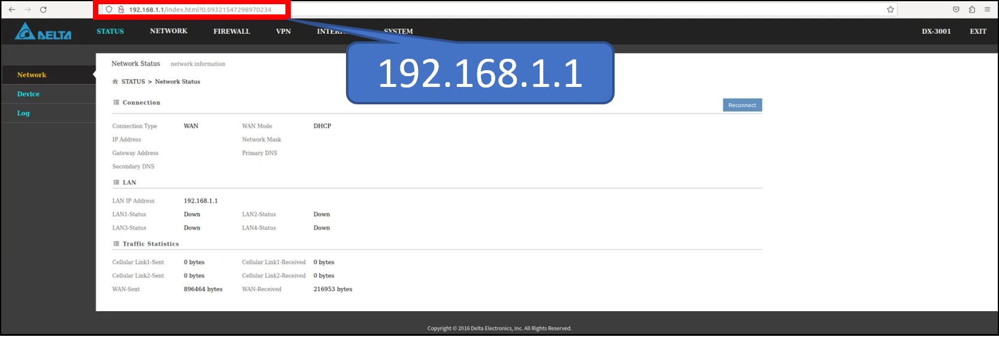 192.168.1.1/index.html?0.09321547298970234
DELTA STATUS NETWORK FIREWALL VPN SYSTEM DX-3001 EXIT
192.168.1.1
Network
Device
Log
Network Status network information
STATUS > Network Status
Connection Reconnect
Connection Type WAN WAN Mode DHCP
IP Address Network Mask
Gateway Address Primary DNS
Secondary DNS
LAN
LAN IP Address 192.168.1.1
LAN1-Status Down LAN2-Status Down
LAN3-Status Down LAN4-Status Down
Traffic Statistics
Cellular Link1-Sent 0 bytes Cellular Link1-Received 0 bytes
Cellular Link2-Sent 0 bytes Cellular Link2-Received 0 bytes
WAN-Sent 896464 bytes WAN-Received 216953 bytes
Copyright © 2016 Delta Electronics, Inc. All Rights Reserved.